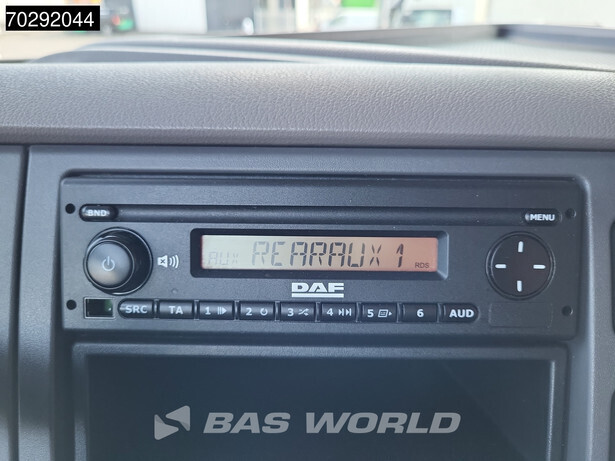 70292044
BND
MENU
AUX REARAUX 1 RDS
DAF
SRC TA 1 2 3 4 5 6 AUD
BAS WORLD